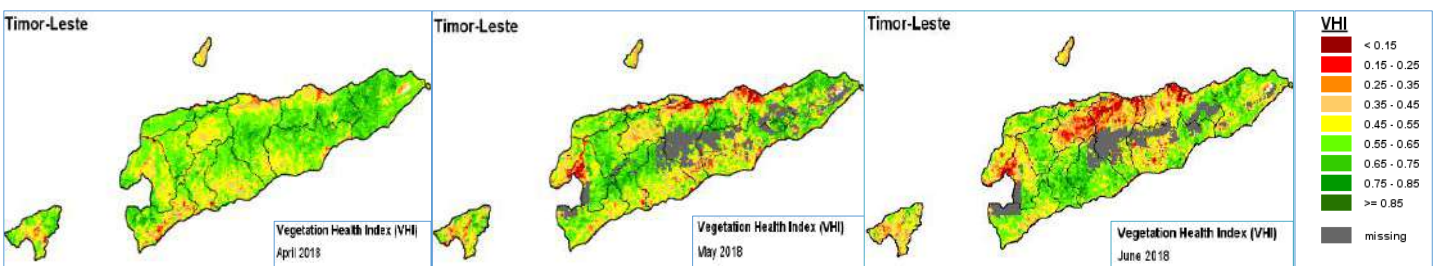 Timor-Leste
Vegetation Health Index (VHI)
April 2018
Timor-Leste
Vegetation Health Index (VHI)
May 2018
Timor-Leste
Vegetation Health Index (VHI)
June 2018
VHI
< 0.15
0.15 - 0.25
0.25 - 0.35
0.35 - 0.45
0.45 - 0.55
0.55 - 0.65
0.65 - 0.75
0.75 - 0.85
>= 0.85
missing